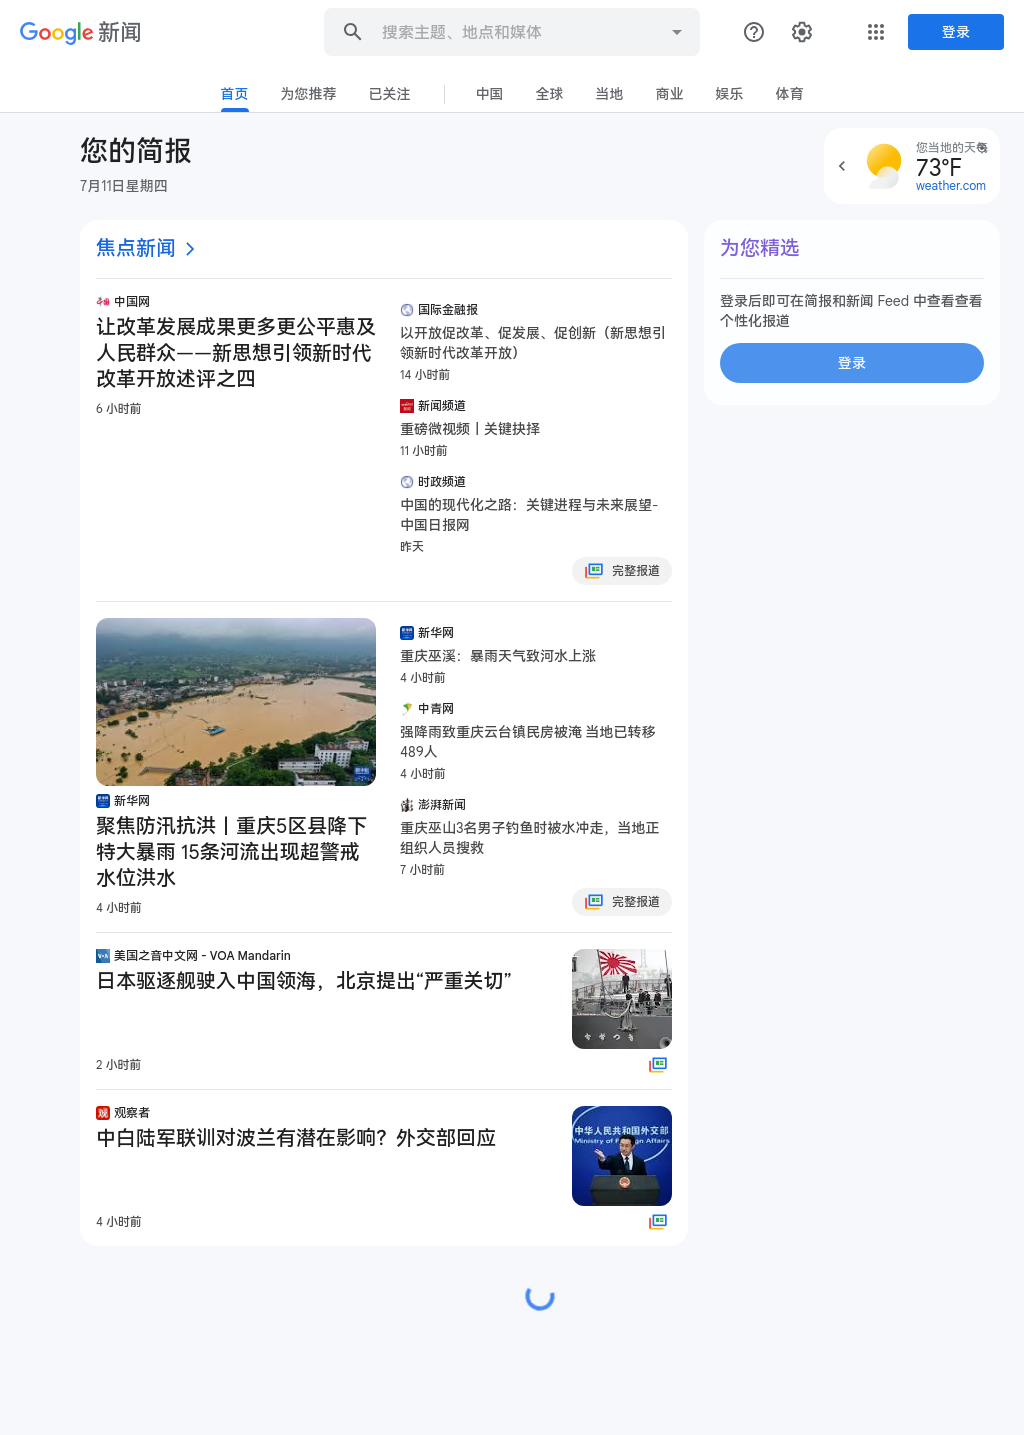 Google 新闻
搜索主题、地点和媒体
登录
首页
为您推荐
已关注
中国
全球
当地
商业
娱乐
体育
您的简报
7月11日星期四
您当地的天气
73°F
weather.com
焦点新闻
中国网
让改革发展成果更多更公平惠及
人民群众——新思想引领新时代
改革开放述评之四
6 小时前
国际金融报
以开放促改革、促发展、促创新（新思想引
领新时代改革开放）
14 小时前
新闻频道
重磅微视频丨关键抉择
11 小时前
时政频道
中国的现代化之路：关键进程与未来展望-
中国日报网
昨天
完整报道
新华网
聚焦防汛抗洪丨重庆5区县降下
特大暴雨 15条河流出现超警戒
水位洪水
4 小时前
新华网
重庆巫溪：暴雨天气致河水上涨
4 小时前
中青网
强降雨致重庆云台镇民房被淹 当地已转移
489人
4 小时前
澎湃新闻
重庆巫山3名男子钓鱼时被水冲走，当地正
组织人员搜救
7 小时前
完整报道
美国之音中文网 - VOA Mandarin
日本驱逐舰驶入中国领海，北京提出“严重关切”
2 小时前
观察者
中白陆军联训对波兰有潜在影响？外交部回应
中华人民共和国外交部
Ministry of Foreign Affairs
4 小时前
为您精选
登录后即可在简报和新闻 Feed 中查看查看
个性化报道
登录